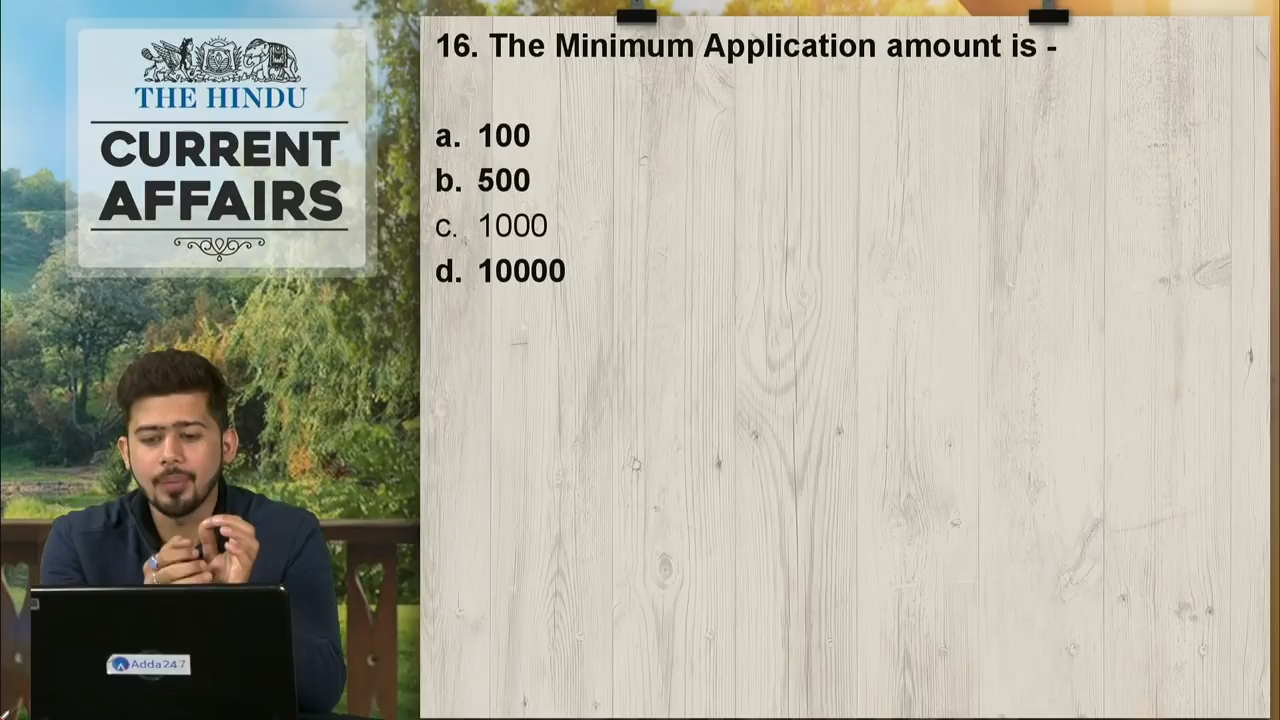 THE HINDU
CURRENT
AFFAIRS
16. The Minimum Application amount is -
a. 100
b. 500
c. 1000
d. 10000
Adda247